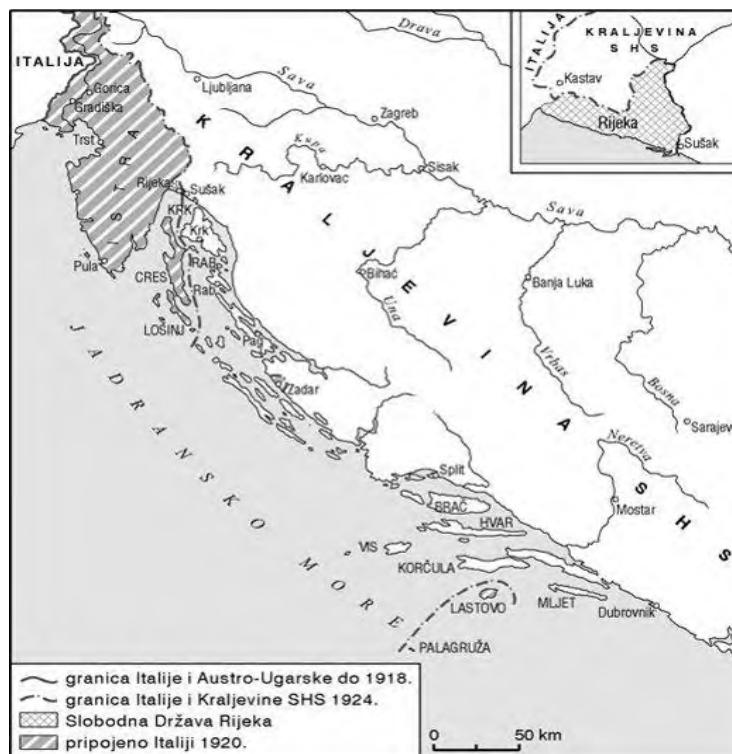 ITALIJA
Drava
Sava
Ljubljana
Gorica
Gradiška
Zagreb
Trst
ISTRA
Kupa
Karlovac
Sisak
Rijeka
Sušak
KRK
Krk
Sava
Pula
CRES
RAB
Rab
Bihać
Una
Banja Luka
LOŠINJ
Pag
Vrbas
Bosna
Zadar
Sarajev
Neretva
Split
Mostar
BRAČ
HVAR
VIS
KORČULA
LASTOVO
MLJET
Dubrovnik
PALAGRUŽA
KRALJEVINA SHS
JADRANSKO MORE
ITALIJA
KRALJEVINA
SHS
Kastav
Rijeka
Sušak
granica Italije i Austro-Ugarske do 1918.
granica Italije i Kraljevine SHS 1924.
Slobodna Država Rijeka
pripojeno Italiji 1920.
0 50 km